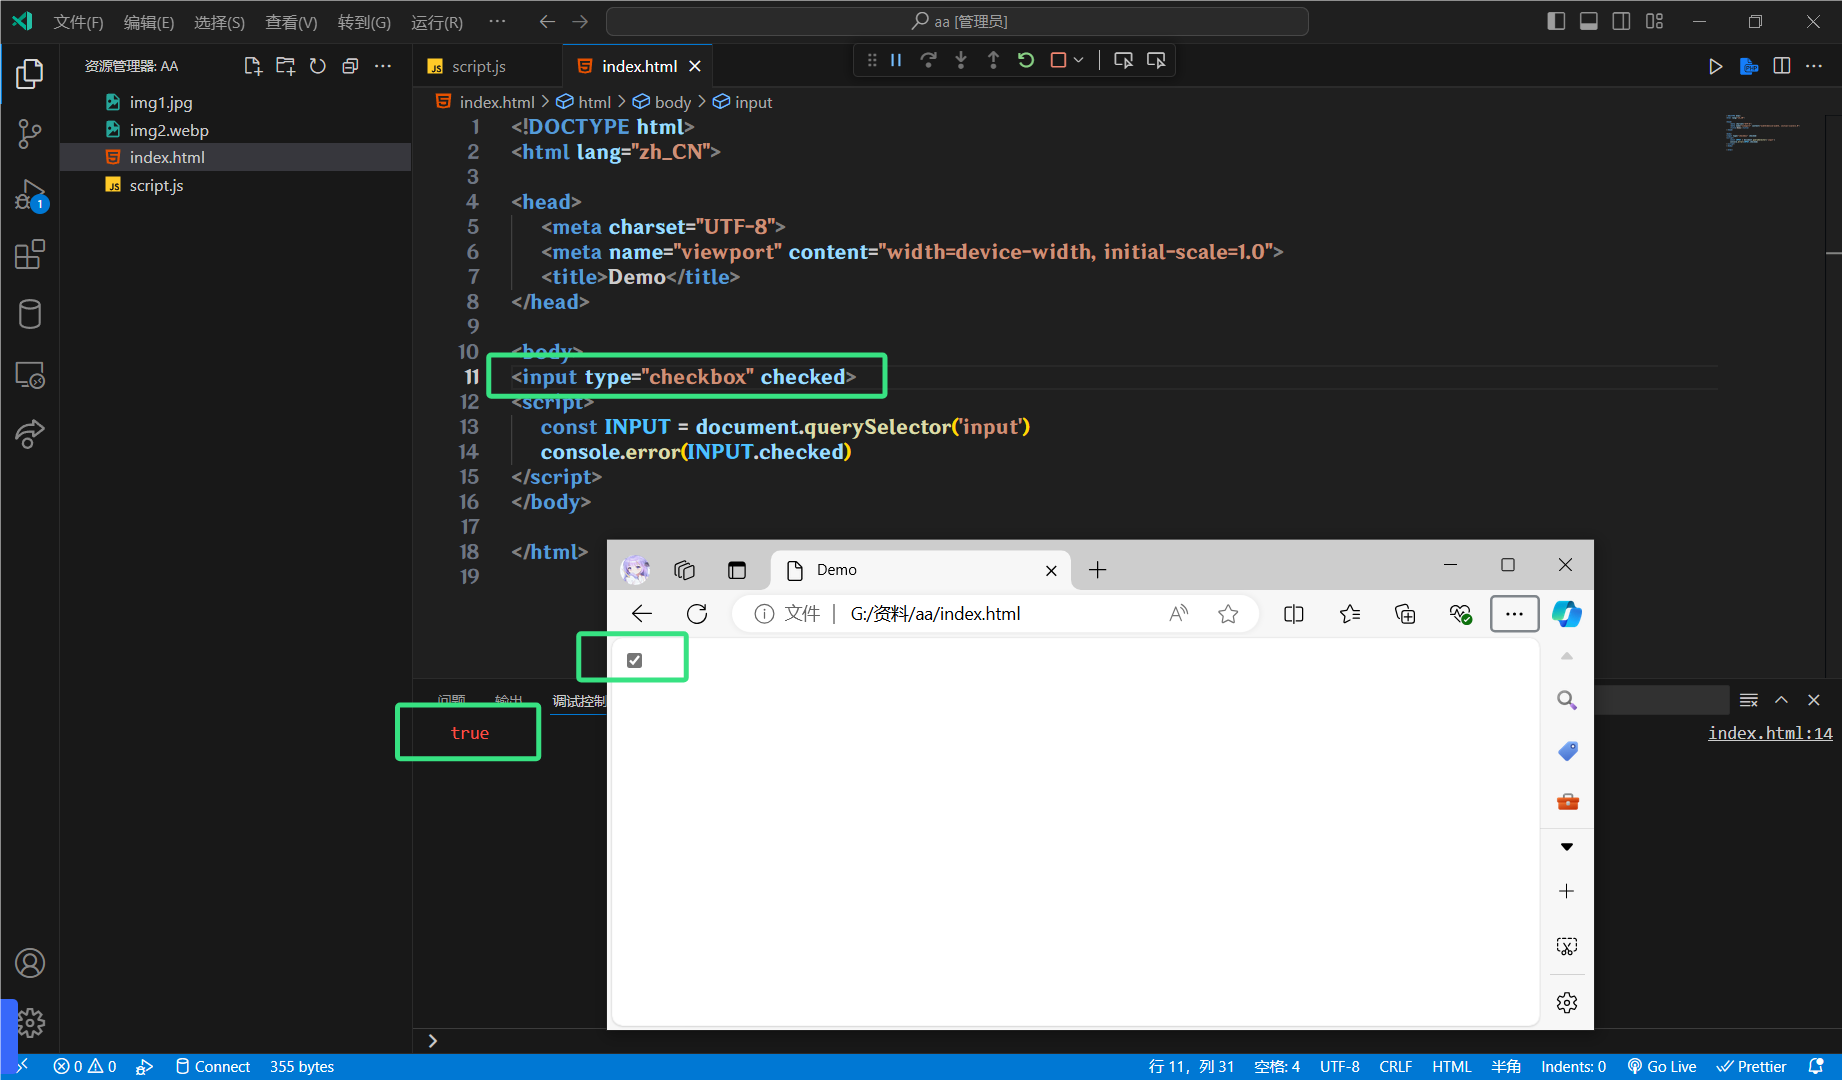 文件(F) 编辑(E) 选择(S) 查看(V) 转到(G) 运行(R) ··· aa [管理员]
资源管理器: AA
img1.jpg
img2.webp
index.html
script.js
script.js index.html
index.html > html > body > input
1 <!DOCTYPE html>
2 <html lang="zh_CN">
3
4 <head>
5 <meta charset="UTF-8">
6 <meta name="viewport" content="width=device-width, initial-scale=1.0">
7 <title>Demo</title>
8 </head>
9
10 <body>
11 <input type="checkbox" checked>
12 <script>
13 const INPUT = document.querySelector('input')
14 console.error(INPUT.checked)
15 </script>
16 </body>
17
18 </html>
19
Demo
文件 G:/资料/aa/index.html
问题 输出 调试控制
true
index.html:14
1
0 0 Connect 355 bytes
行 11，列 31 空格: 4 UTF-8 CRLF HTML 半角 Indents: 0 Go Live Prettier